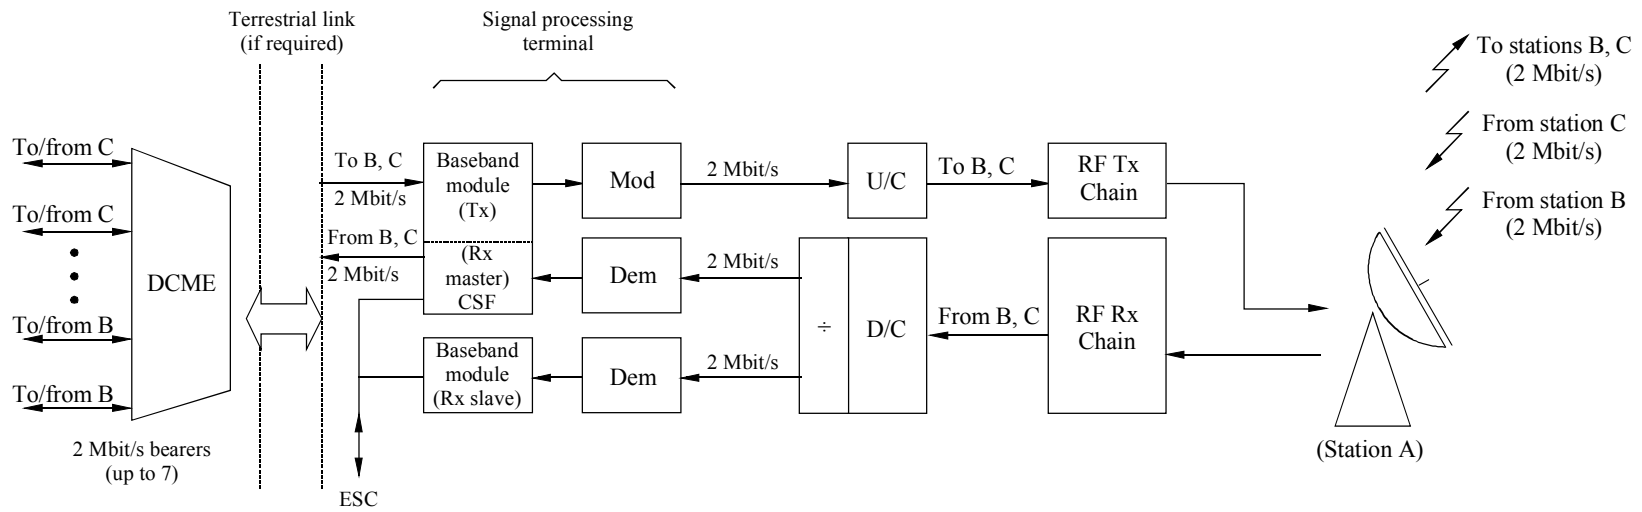 Terrestrial link
(if required)
Signal processing
terminal
To stations B, C
(2 Mbit/s)
From station C
(2 Mbit/s)
From station B
(2 Mbit/s)
To/from C
To/from C
To/from B
To/from B
DCME
2 Mbit/s bearers
(up to 7)
To B, C
2 Mbit/s
From B, C
2 Mbit/s
Baseband
module
(Tx)
(Rx
master)
CSF
Mod
2 Mbit/s
U/C
To B, C
RF Tx
Chain
Dem
2 Mbit/s
÷
D/C
From B, C
RF Rx
Chain
Baseband
module
(Rx slave)
Dem
2 Mbit/s
ESC
(Station A)